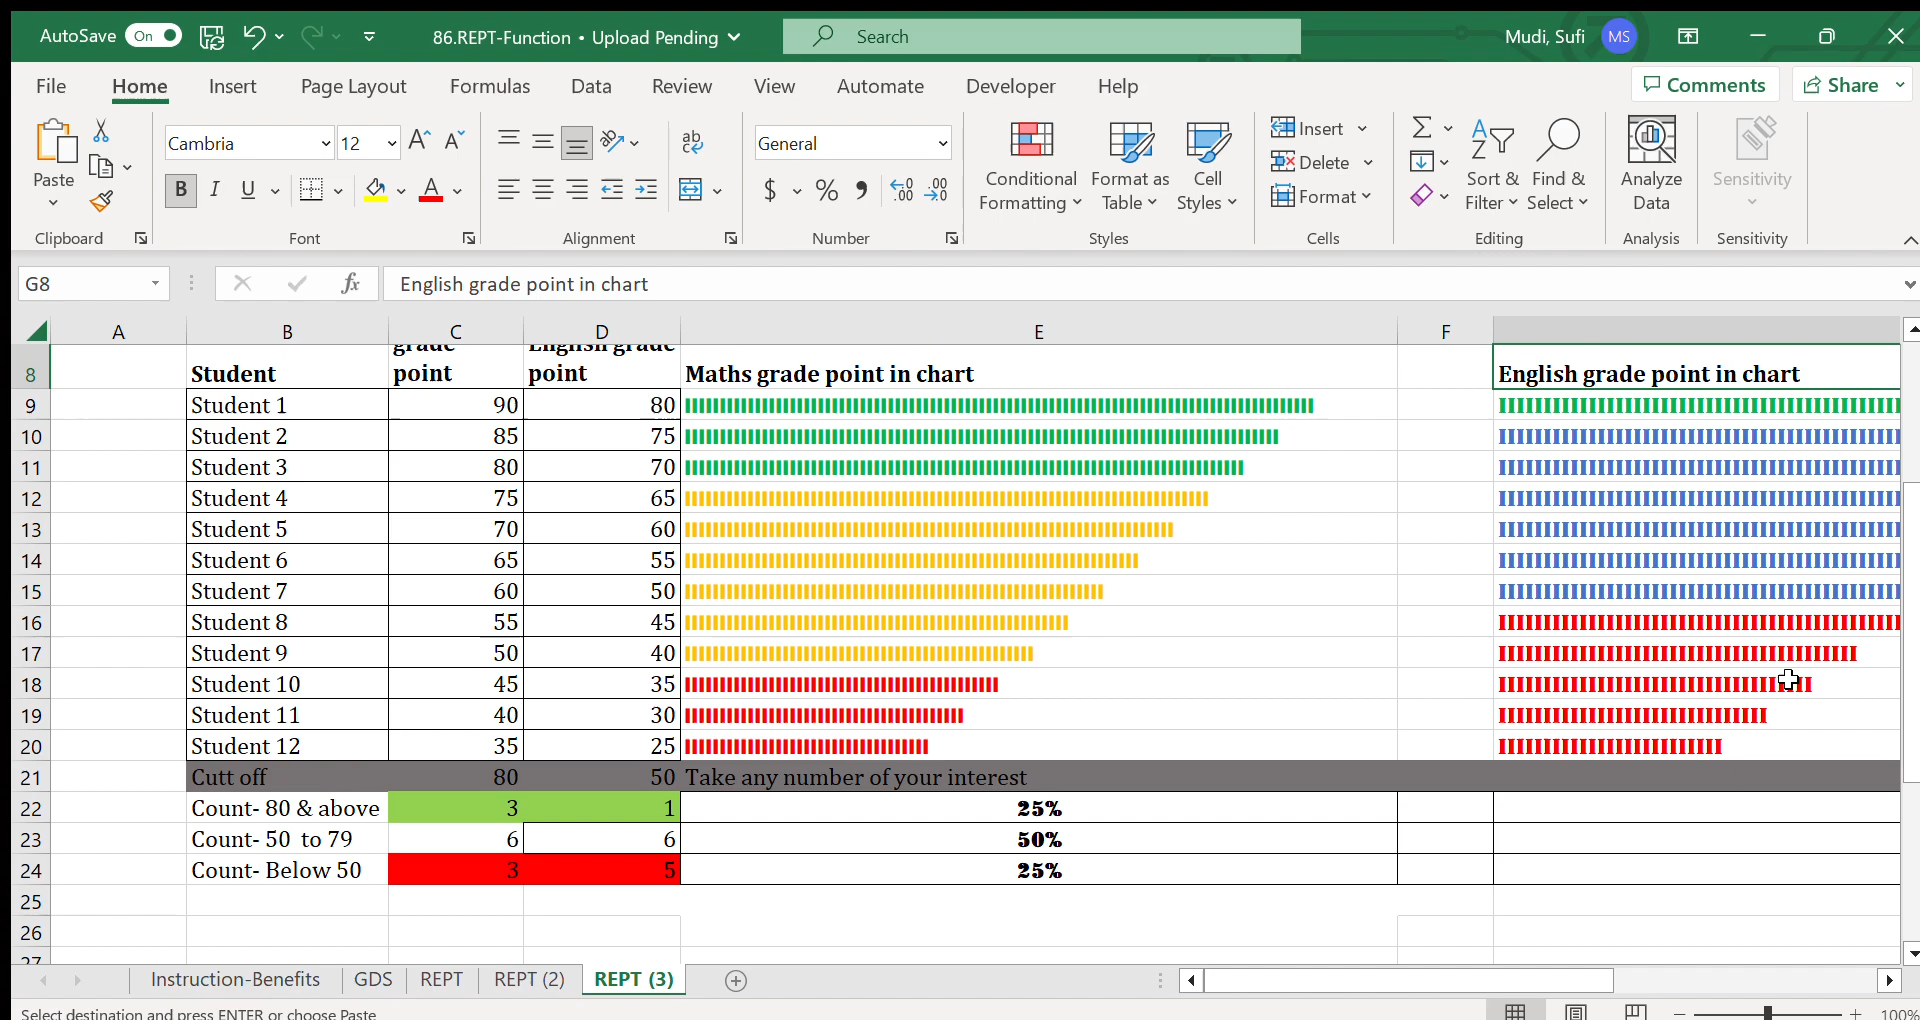 AutoSave On 86.REPT-Function • Upload Pending Search Mudi, Sufi MS
File Home Insert Page Layout Formulas Data Review View Automate Developer Help Comments Share
Paste
Clipboard
Cambria 12
B I U A
Font
ab
Alignment
General
$ %
Number
Conditional Formatting
Format as Table
Cell Styles
Styles
Insert
Delete
Format
Cells
Sort & Filter
Find & Select
Editing
Analyze Data
Analysis
Sensitivity
Sensitivity
G8 fx English grade point in chart
A B C D E F
8 Student grade point English grade point Maths grade point in chart English grade point in chart
9 Student 1 90 80
10 Student 2 85 75
11 Student 3 80 70
12 Student 4 75 65
13 Student 5 70 60
14 Student 6 65 55
15 Student 7 60 50
16 Student 8 55 45
17 Student 9 50 40
18 Student 10 45 35
19 Student 11 40 30
20 Student 12 35 25
21 Cutt off 80 50 Take any number of your interest
22 Count- 80 & above 3 1 25%
23 Count- 50 to 79 6 6 50%
24 Count- Below 50 3 5 25%
25
26
27
Instruction-Benefits GDS REPT REPT (2) REPT (3)
Select destination and press ENTER or choose Paste 100%